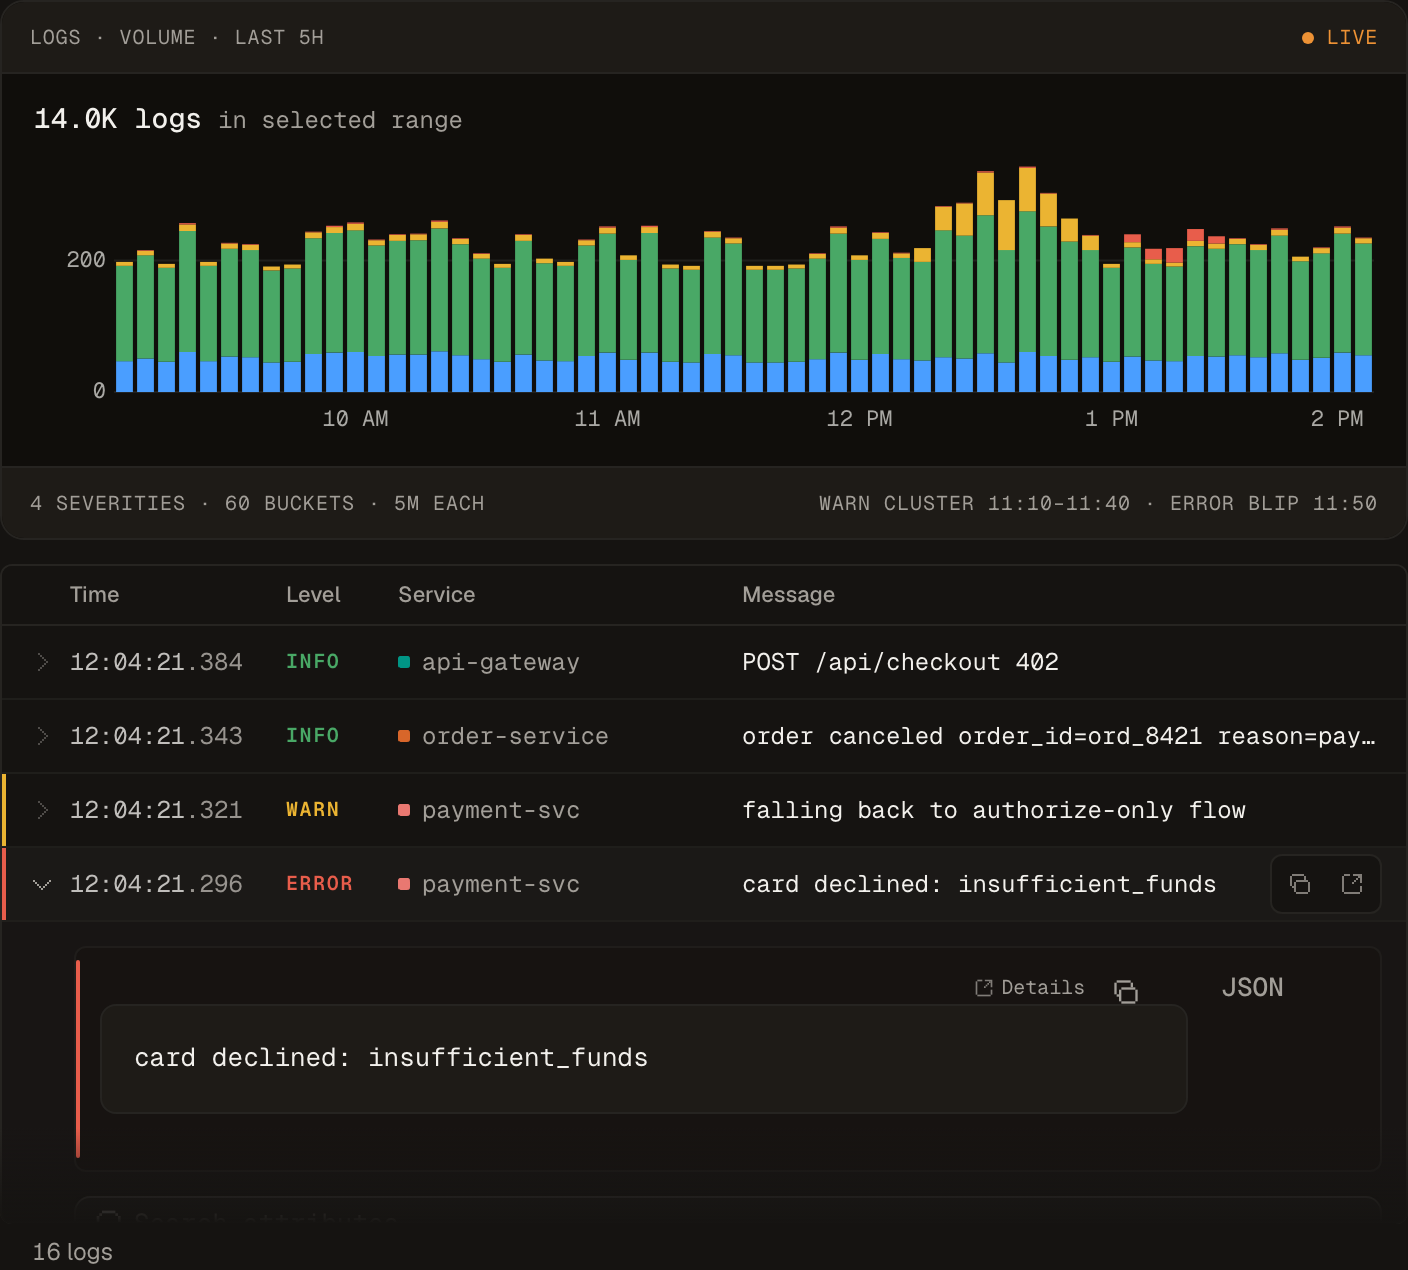 LOGS · VOLUME · LAST 5H
LIVE
14.0K logs in selected range
200
0
10 AM 11 AM 12 PM 1 PM 2 PM
4 SEVERITIES · 60 BUCKETS · 5M EACH
WARN CLUSTER 11:10–11:40 · ERROR BLIP 11:50
Time Level Service Message
12:04:21.384 INFO api-gateway POST /api/checkout 402
12:04:21.343 INFO order-service order canceled order_id=ord_8421 reason=pay…
12:04:21.321 WARN payment-svc falling back to authorize-only flow
12:04:21.296 ERROR payment-svc card declined: insufficient_funds
Details JSON
card declined: insufficient_funds
Search attributes
16 logs